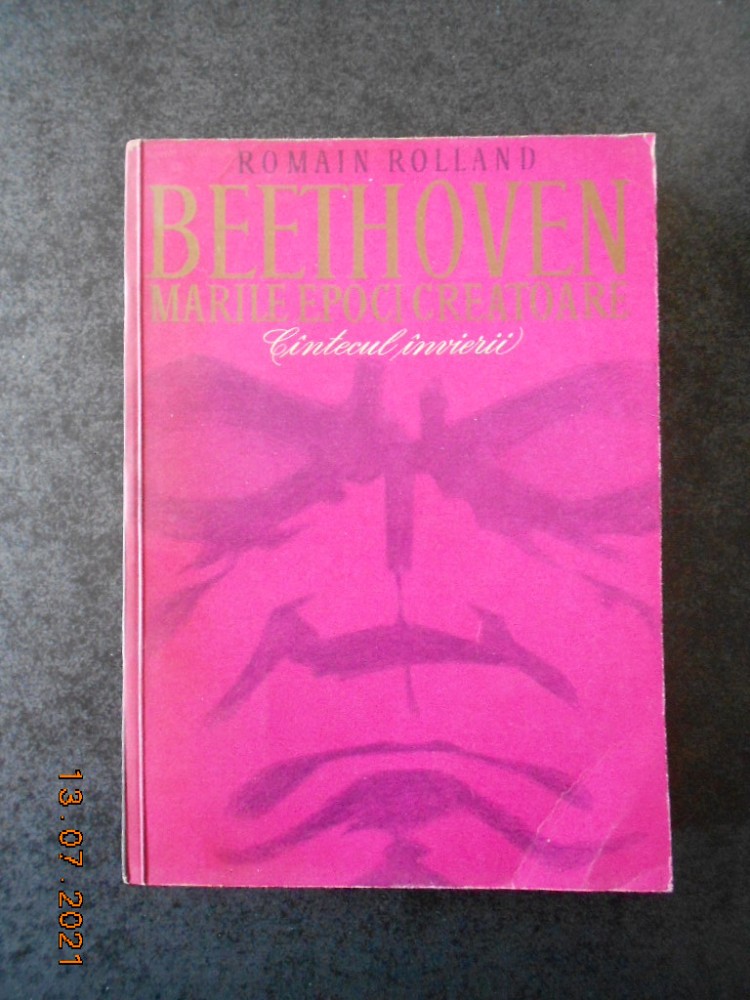 ROMAIN ROLLAND
BEETHOVEN
MARILE EPOCI CREATOARE
Cîntecul învierii
13.07.2021